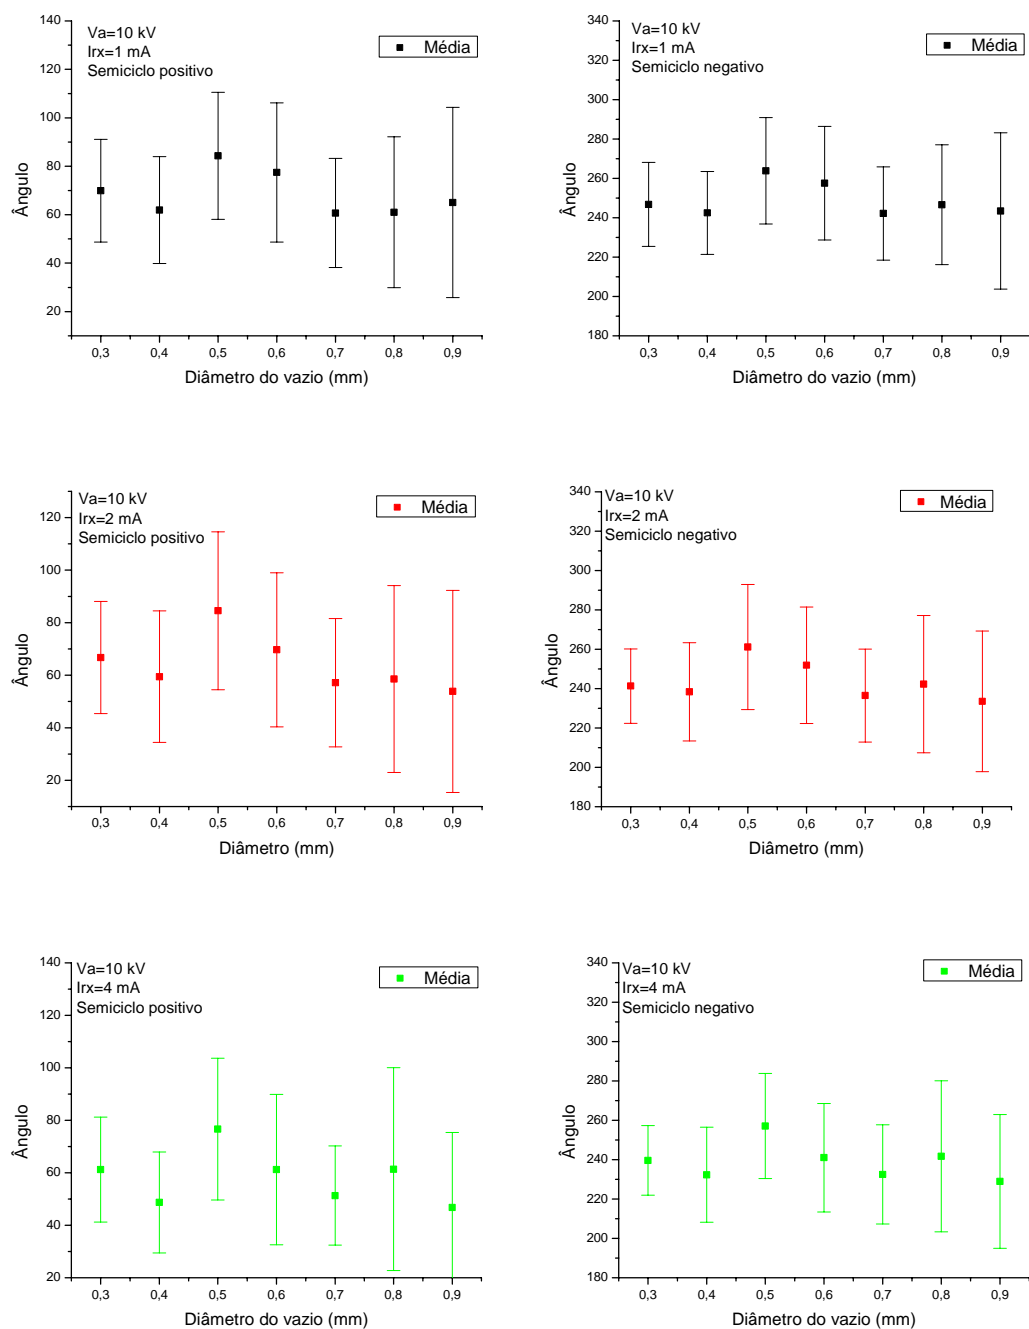 Va=10 kV
Irx=1 mA
Semiciclo positivo
Média
140
120
100
80
60
40
20
Ângulo
0,3 0,4 0,5 0,6 0,7 0,8 0,9
Diâmetro do vazio (mm)
Va=10 kV
Irx=1 mA
Semiciclo negativo
Média
340
320
300
280
260
240
220
200
180
Ângulo
0,3 0,4 0,5 0,6 0,7 0,8 0,9
Diâmetro do vazio (mm)
Va=10 kV
Irx=2 mA
Semiciclo positivo
Média
120
100
80
60
40
20
Ângulo
0,3 0,4 0,5 0,6 0,7 0,8 0,9
Diâmetro (mm)
Va=10 kV
Irx=2 mA
Semiciclo negativo
Média
340
320
300
280
260
240
220
200
180
Ângulo
0,3 0,4 0,5 0,6 0,7 0,8 0,9
Diâmetro (mm)
Va=10 kV
Irx=4 mA
Semiciclo positivo
Média
140
120
100
80
60
40
20
Ângulo
0,3 0,4 0,5 0,6 0,7 0,8 0,9
Diâmetro do vazio (mm)
Va=10 kV
Irx=4 mA
Semiciclo negativo
Média
340
320
300
280
260
240
220
200
180
Ângulo
0,3 0,4 0,5 0,6 0,7 0,8 0,9
Diâmetro do vazio (mm)